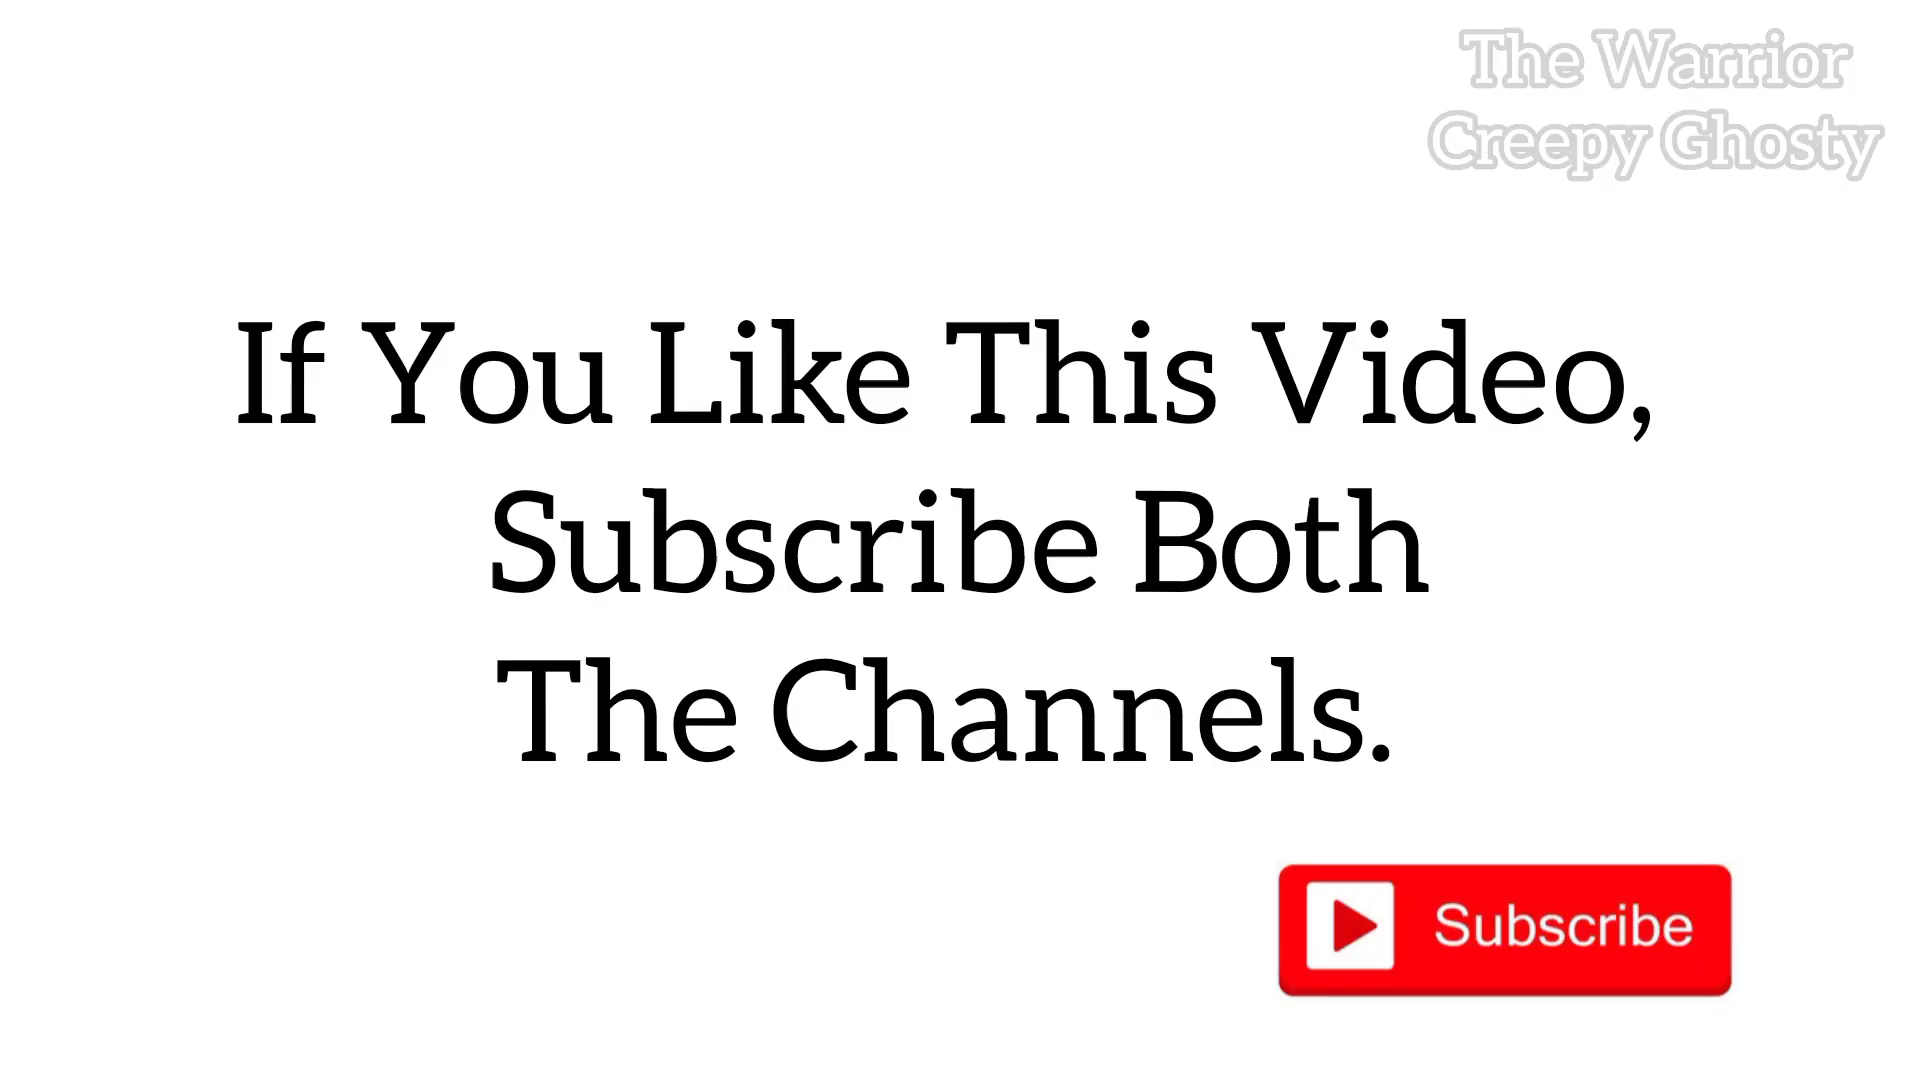 The Warrior
Creepy Ghosty
If You Like This Video,
Subscribe Both
The Channels.
Subscribe